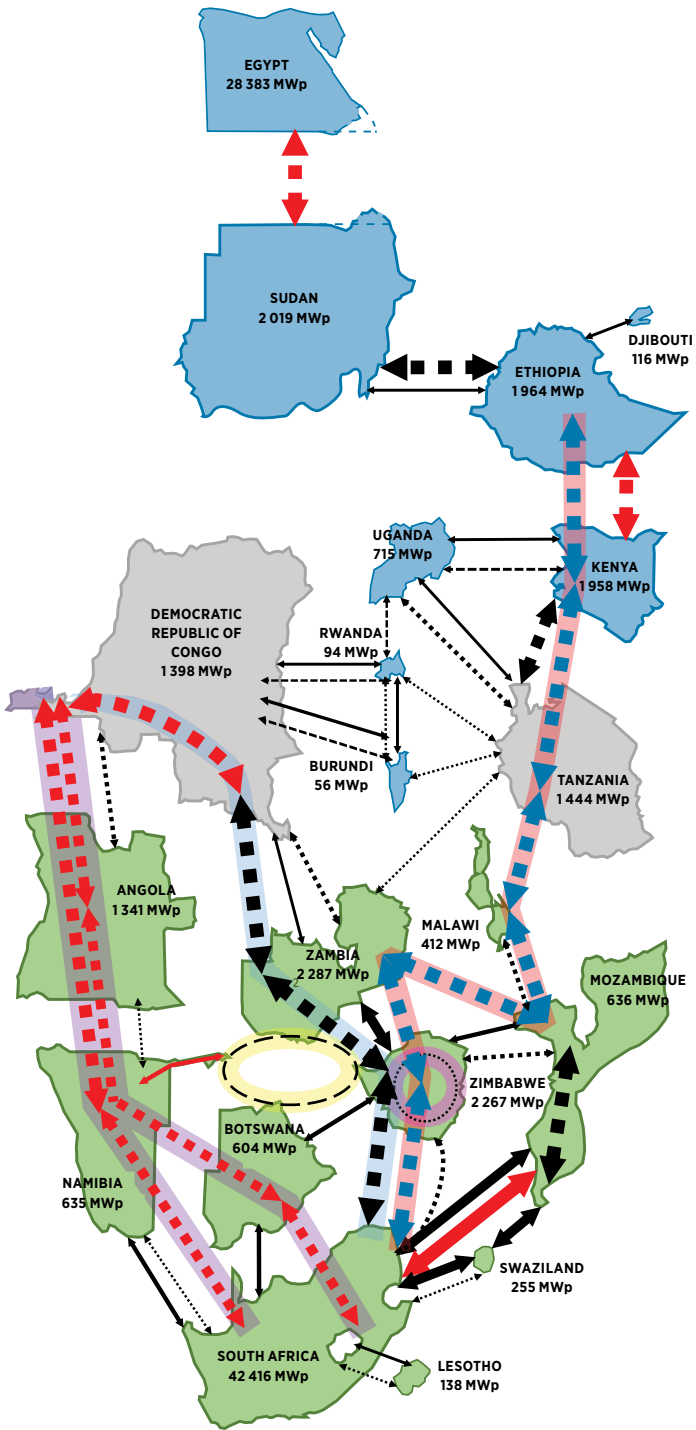 EGYPT
28 383 MWp
SUDAN
2 019 MWp
DJIBOUTI
116 MWp
ETHIOPIA
1 964 MWp
UGANDA
715 MWp
KENYA
1 958 MWp
DEMOCRATIC
REPUBLIC OF
CONGO
1 398 MWp
RWANDA
94 MWp
BURUNDI
56 MWp
TANZANIA
1 444 MWp
ANGOLA
1 341 MWp
MALAWI
412 MWp
ZAMBIA
2 287 MWp
2
MOZAMBIQUE
636 MWp
ZIMBABWE
2 267 MWp
BOTSWANA
604 MWp
NAMIBIA
635 MWp
SWAZILAND
255 MWp
SOUTH AFRICA
42 416 MWp
LESOTHO
138 MWp